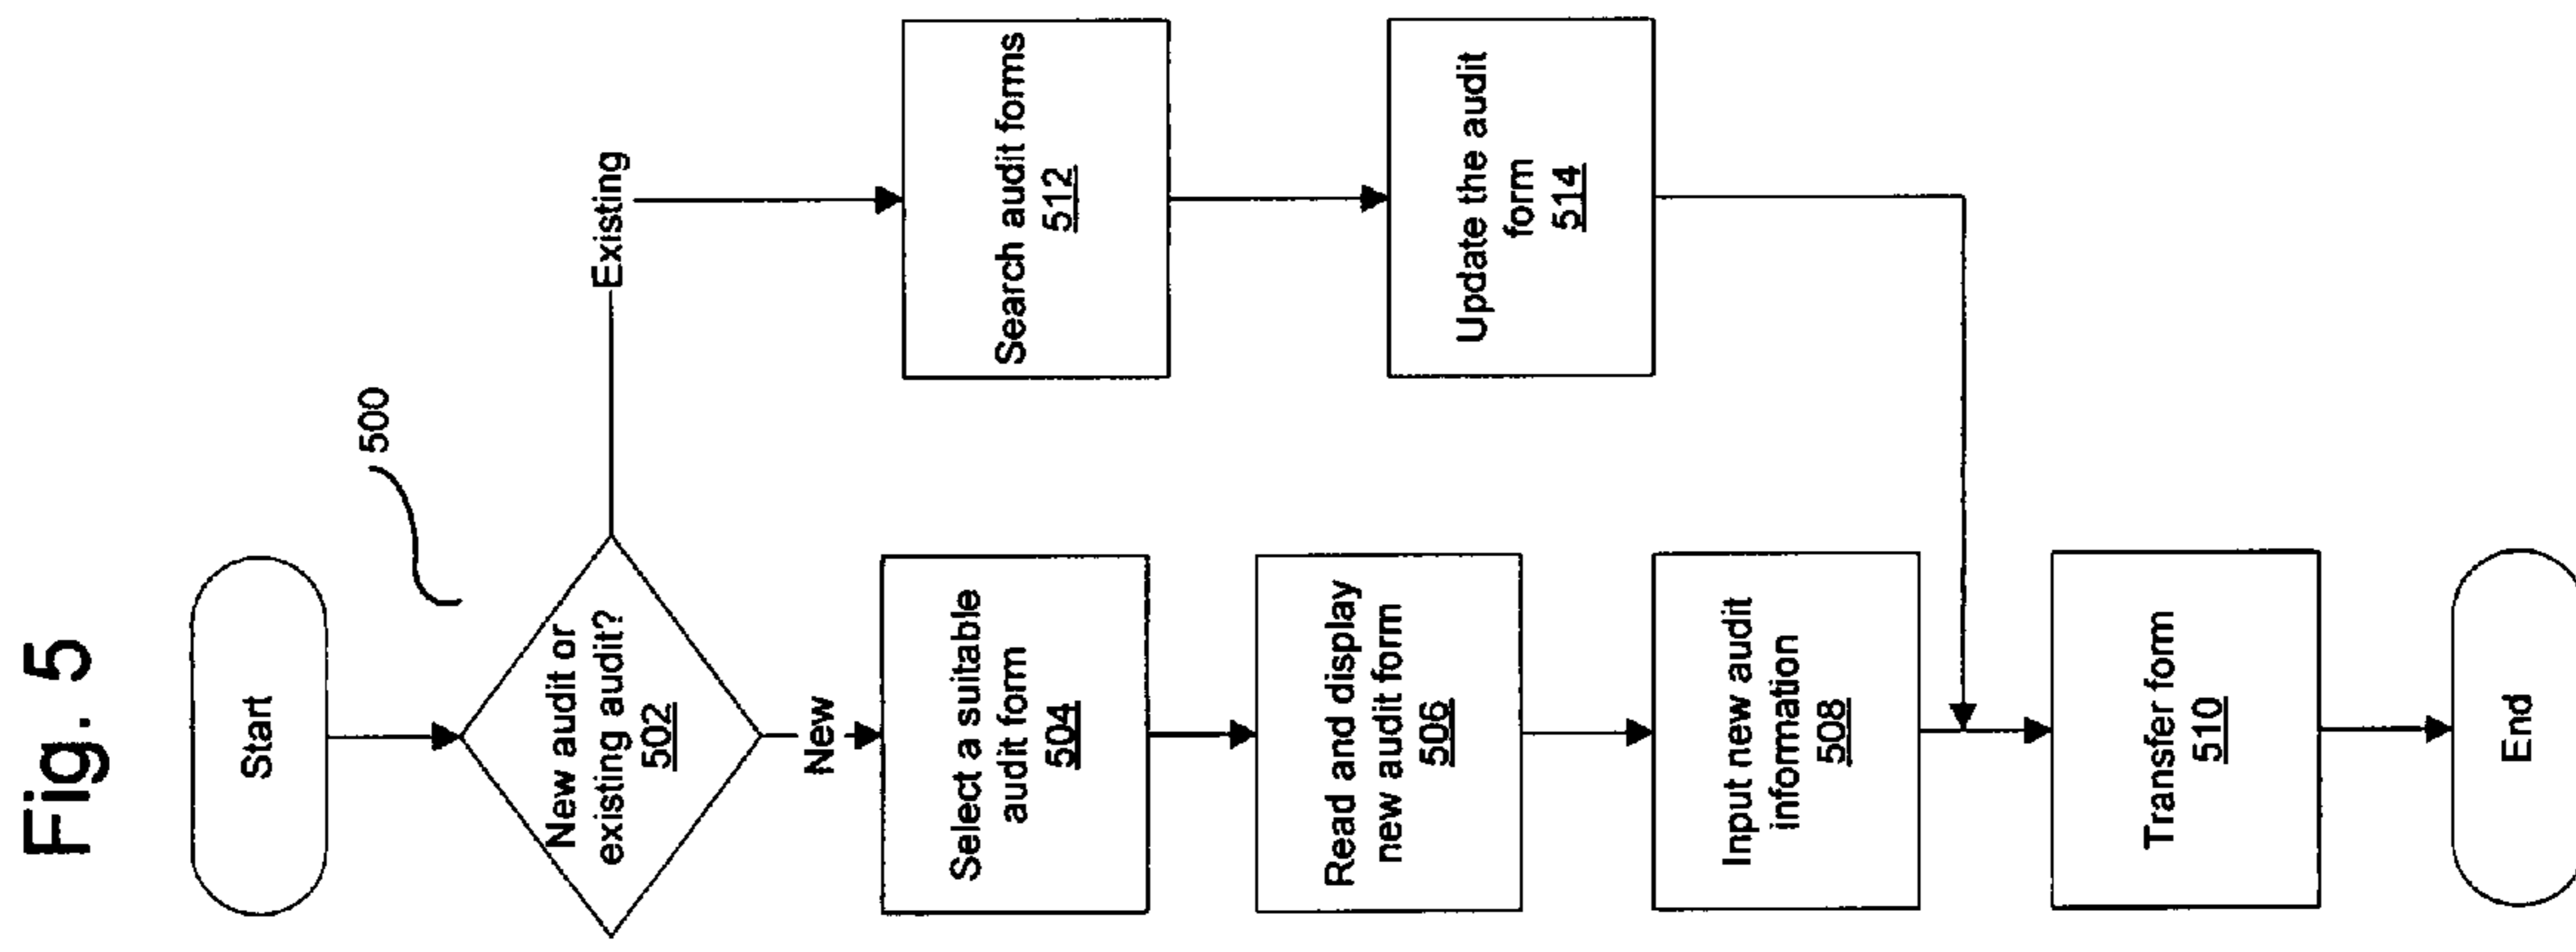 Fig. 5
500
Start
New audit or
existing audit?
502
New
Existing
Select a suitable
audit form
504
Read and display
new audit form
506
Input new audit
information
508
Transfer form
510
End
Search audit forms
512
Update the audit
form
514